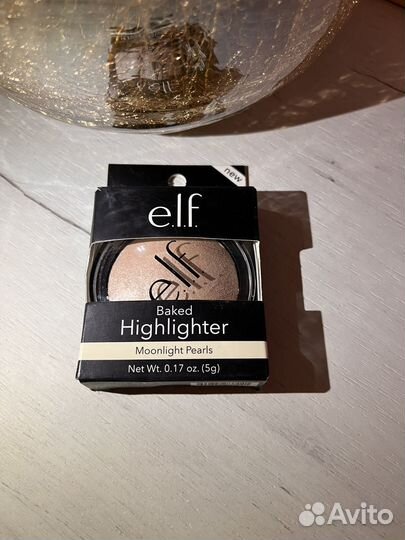 new
e.l.f.
e.l.f
Baked
Highlighter
Moonlight Pearls
Net Wt. 0.17 oz. (5g)
Avito